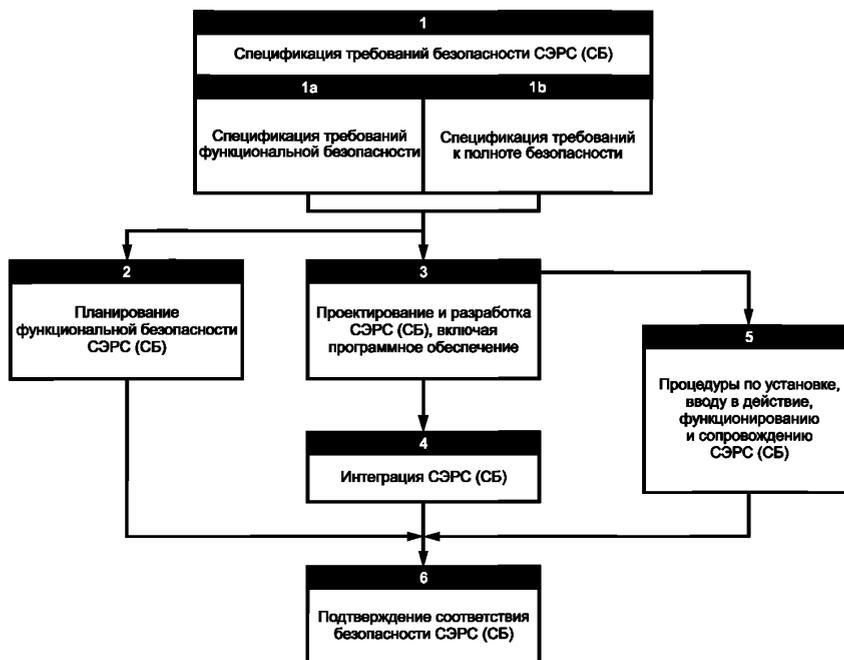 1
Спецификация требований безопасности СЭРС (СБ)
1a
1b
Спецификация требований
функциональной безопасности
Спецификация требований
к полноте безопасности
2
Планирование
функциональной безопасности
СЭРС (СБ)
3
Проектирование и разработка
СЭРС (СБ), включая
программное обеспечение
5
Процедуры по установке,
вводу в действие,
функционированию
и сопровождению
СЭРС (СБ)
4
Интеграция СЭРС (СБ)
6
Подтверждение соответствия
безопасности СЭРС (СБ)